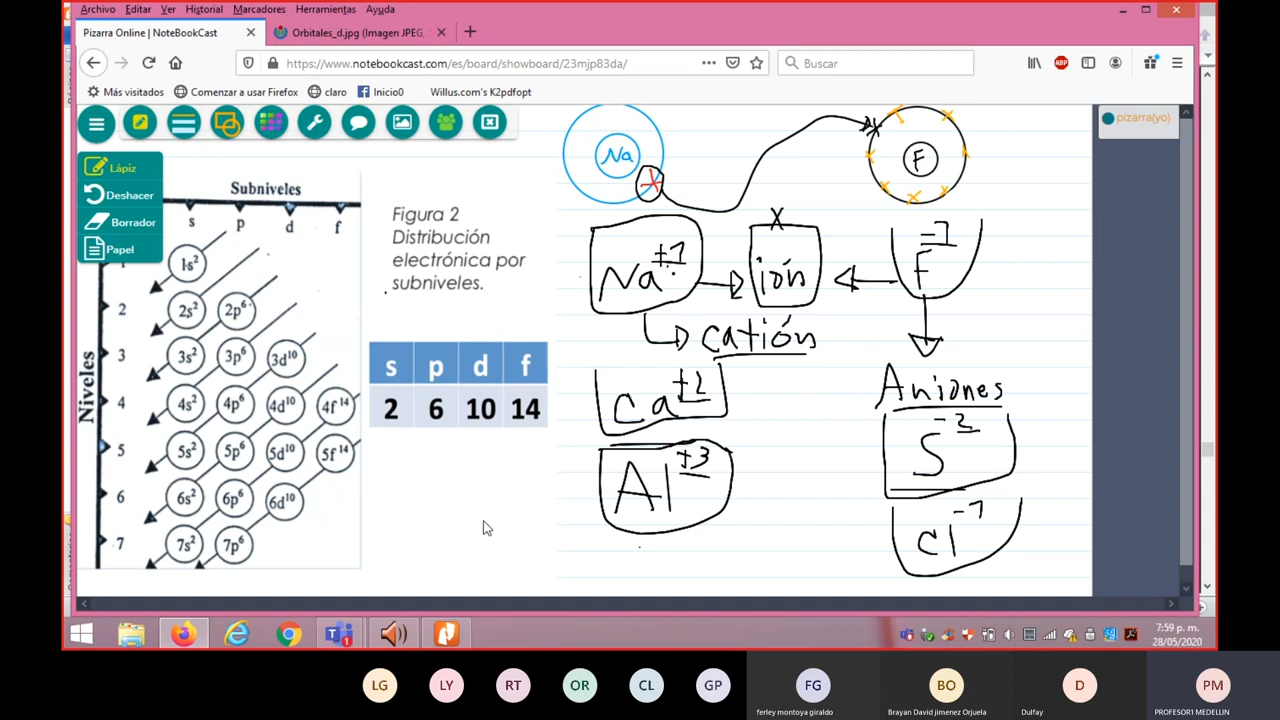 Archivo Editar Ver Historial Marcadores Herramientas Ayuda
Pizarra Online | NoteBookCast
Orbitales_d.jpg (Imagen JPEG,
https://www.notebookcast.com/es/board/showboard/23mjp83da/
Buscar
Más visitados Comenzar a usar Firefox claro Inicio0 Willus.com's K2pdfopt
pizarra(yo)
Lápiz
Deshacer
Borrador
Papel
Subniveles
s p d f
Niveles
1s²
2 2s² 2p⁶
3 3s² 3p⁶ 3d¹⁰
4 4s² 4p⁶ 4d¹⁰ 4f¹⁴
5 5s² 5p⁶ 5d¹⁰ 5f¹⁴
6 6s² 6p⁶ 6d¹⁰
7 7s² 7p⁶
Figura 2
Distribución
electrónica por
subniveles.
s p d f
2 6 10 14
Na F
Na⁺¹ ión F⁻¹
catión
Ca⁺² Aniones
Al⁺³ S⁻²
Cl⁻¹
7:59 p. m.
28/05/2020
LG LY RT OR CL GP FG BO D PM
ferley montoya giraldo Brayan David jimenez Orjuela Dulfay PROFESOR1 MEDELLIN